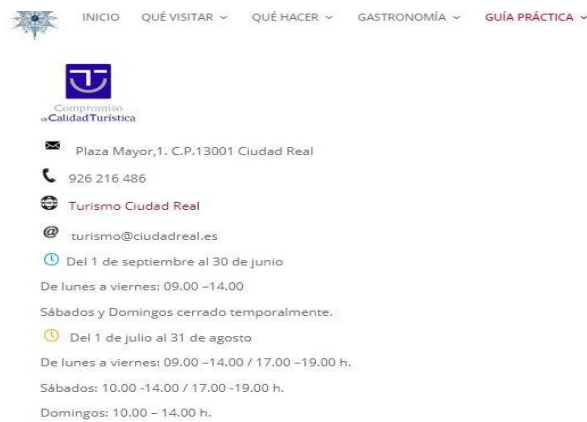 INICIO QUÉ VISITAR QUÉ HACER GASTRONOMÍA GUÍA PRÁCTICA
Compromiso
de Calidad Turística
Plaza Mayor,1. C.P.13001 Ciudad Real
926 216 486
Turismo Ciudad Real
@ turismo@ciudadreal.es
Del 1 de septiembre al 30 de junio
De lunes a viernes: 09.00 –14.00
Sábados y Domingos cerrado temporalmente.
Del 1 de julio al 31 de agosto
De lunes a viernes: 09.00 –14.00 / 17.00 –19.00 h.
Sábados: 10.00 -14.00 / 17.00 -19.00 h.
Domingos: 10.00 – 14.00 h.